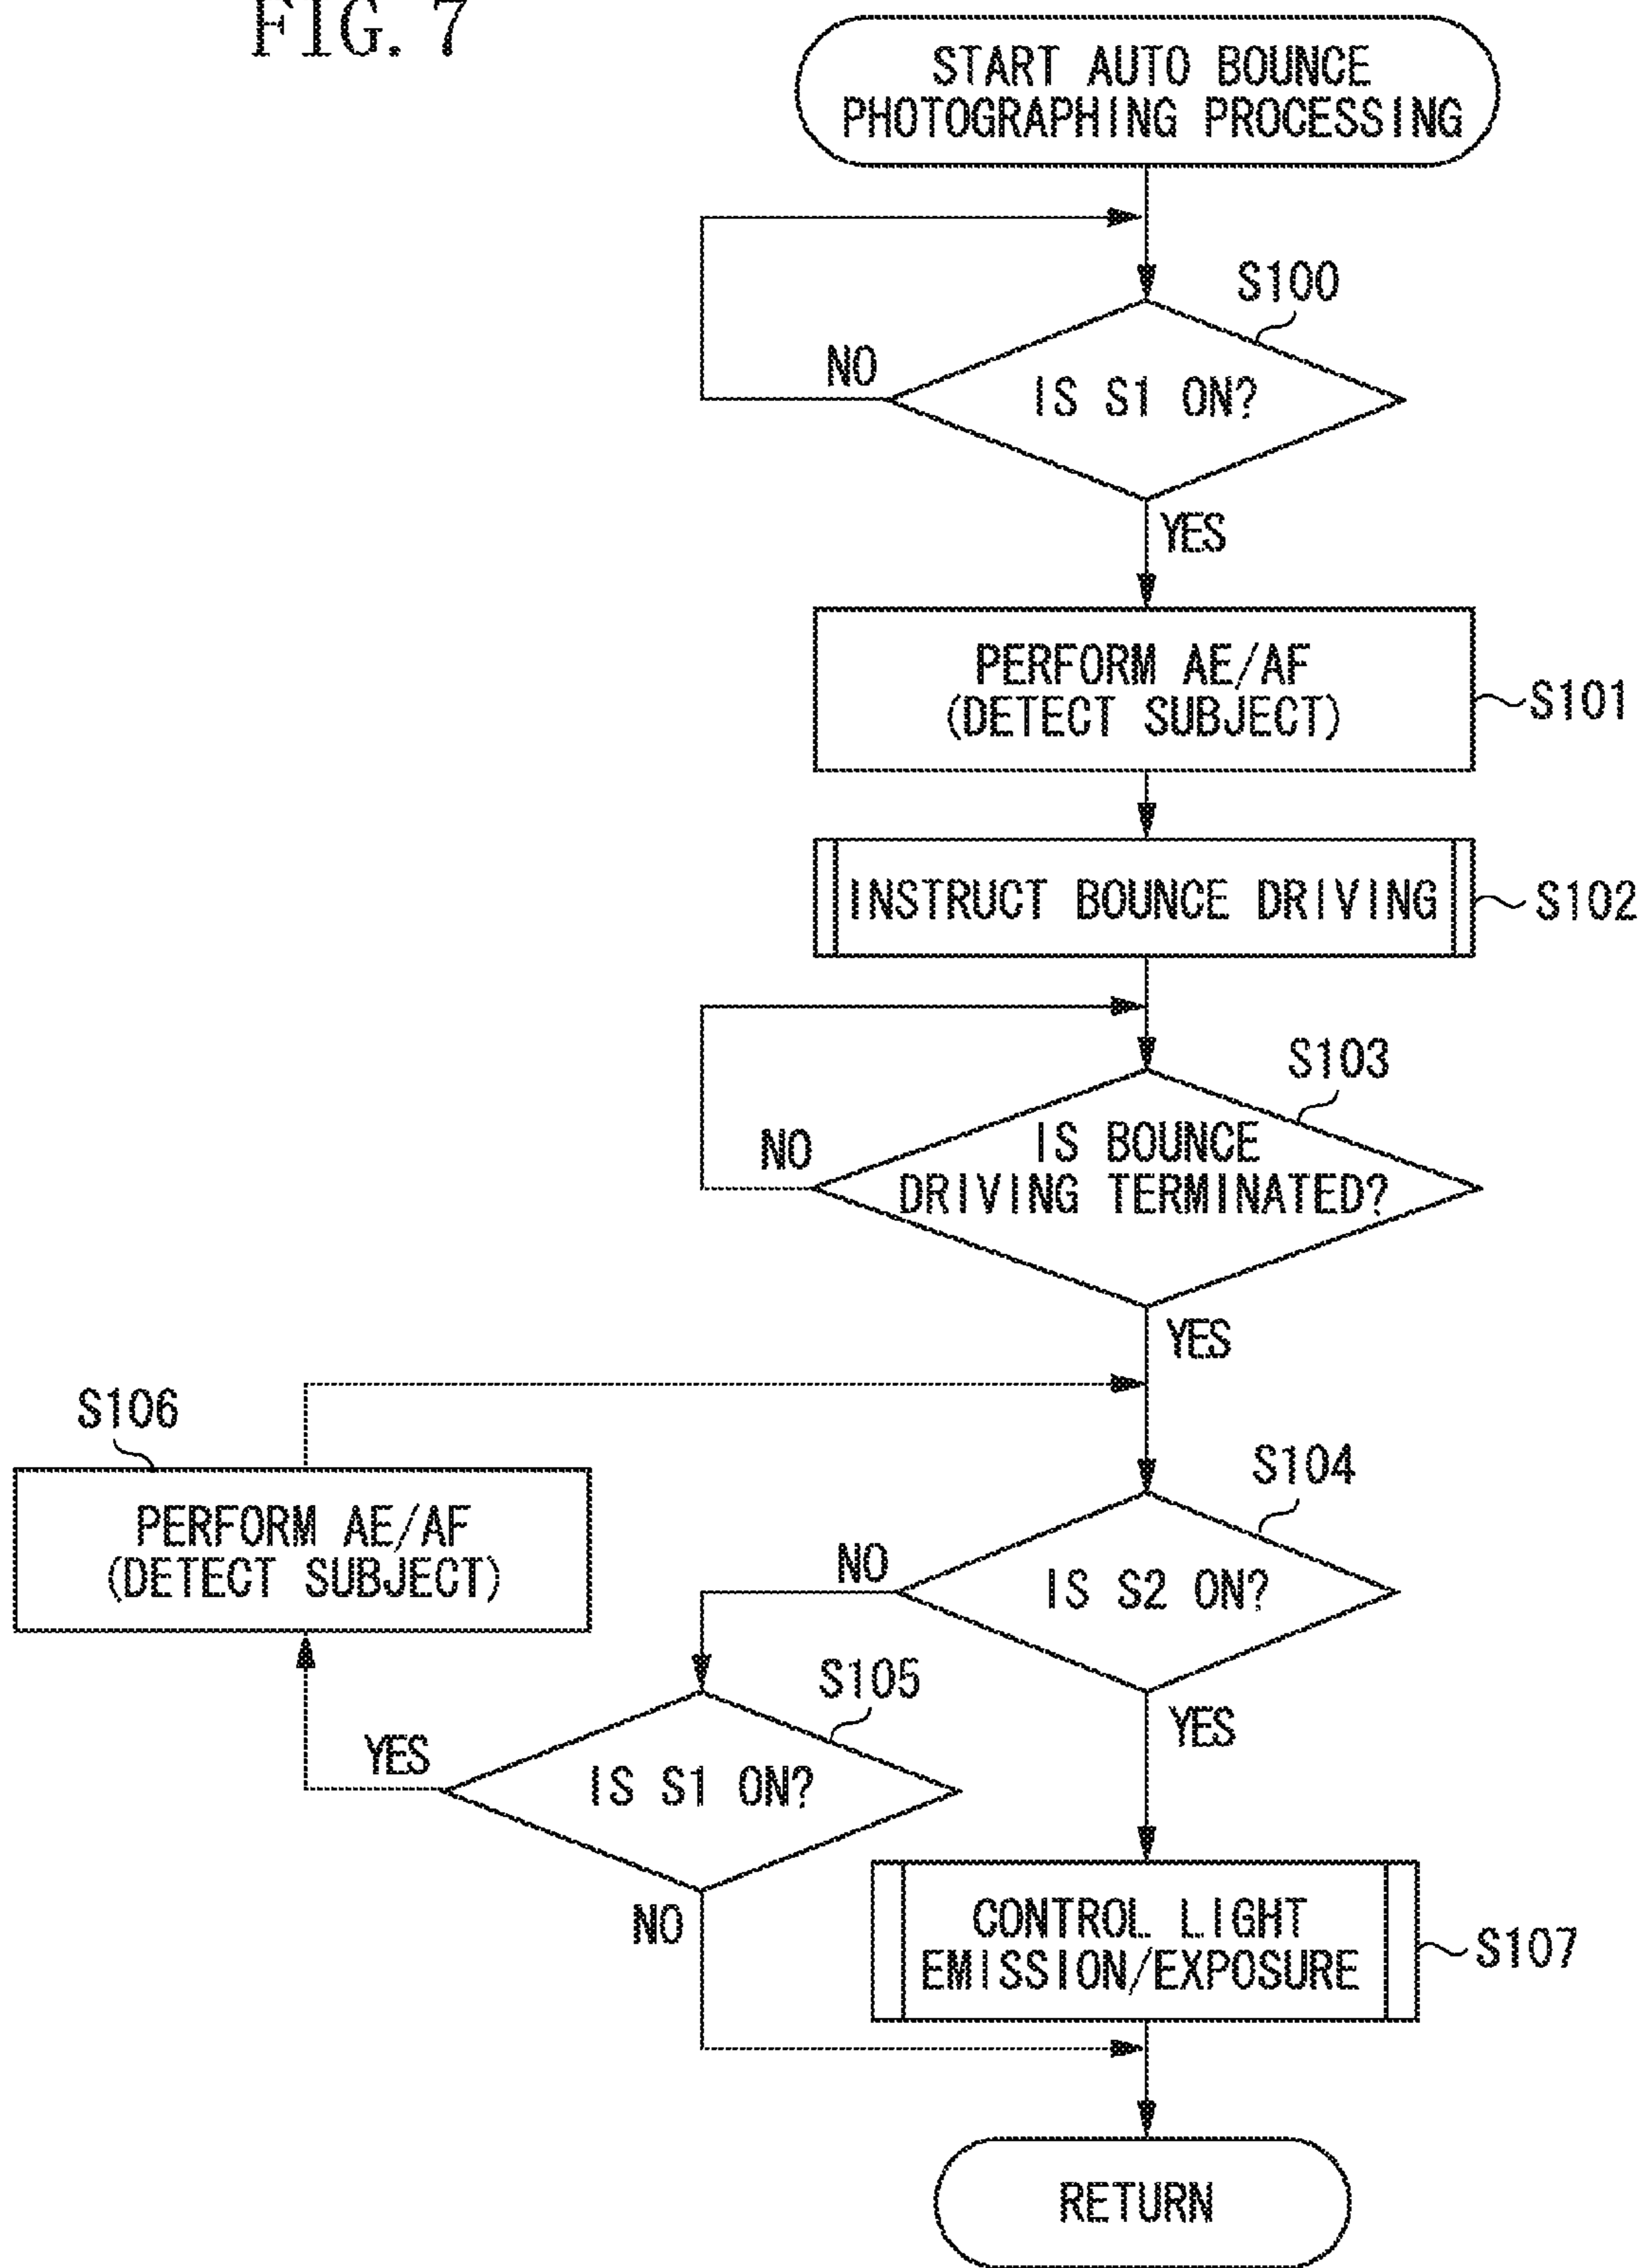 FIG. 7
START AUTO BOUNCE
PHOTOGRAPHING PROCESSING
S100
NO
IS S1 ON?
YES
PERFORM AE/AF
(DETECT SUBJECT)
S101
INSTRUCT BOUNCE DRIVING
S102
S103
NO
IS BOUNCE
DRIVING TERMINATED?
YES
S106
PERFORM AE/AF
(DETECT SUBJECT)
S104
NO
IS S2 ON?
S105
YES
YES
IS S1 ON?
NO
CONTROL LIGHT
EMISSION/EXPOSURE
S107
RETURN